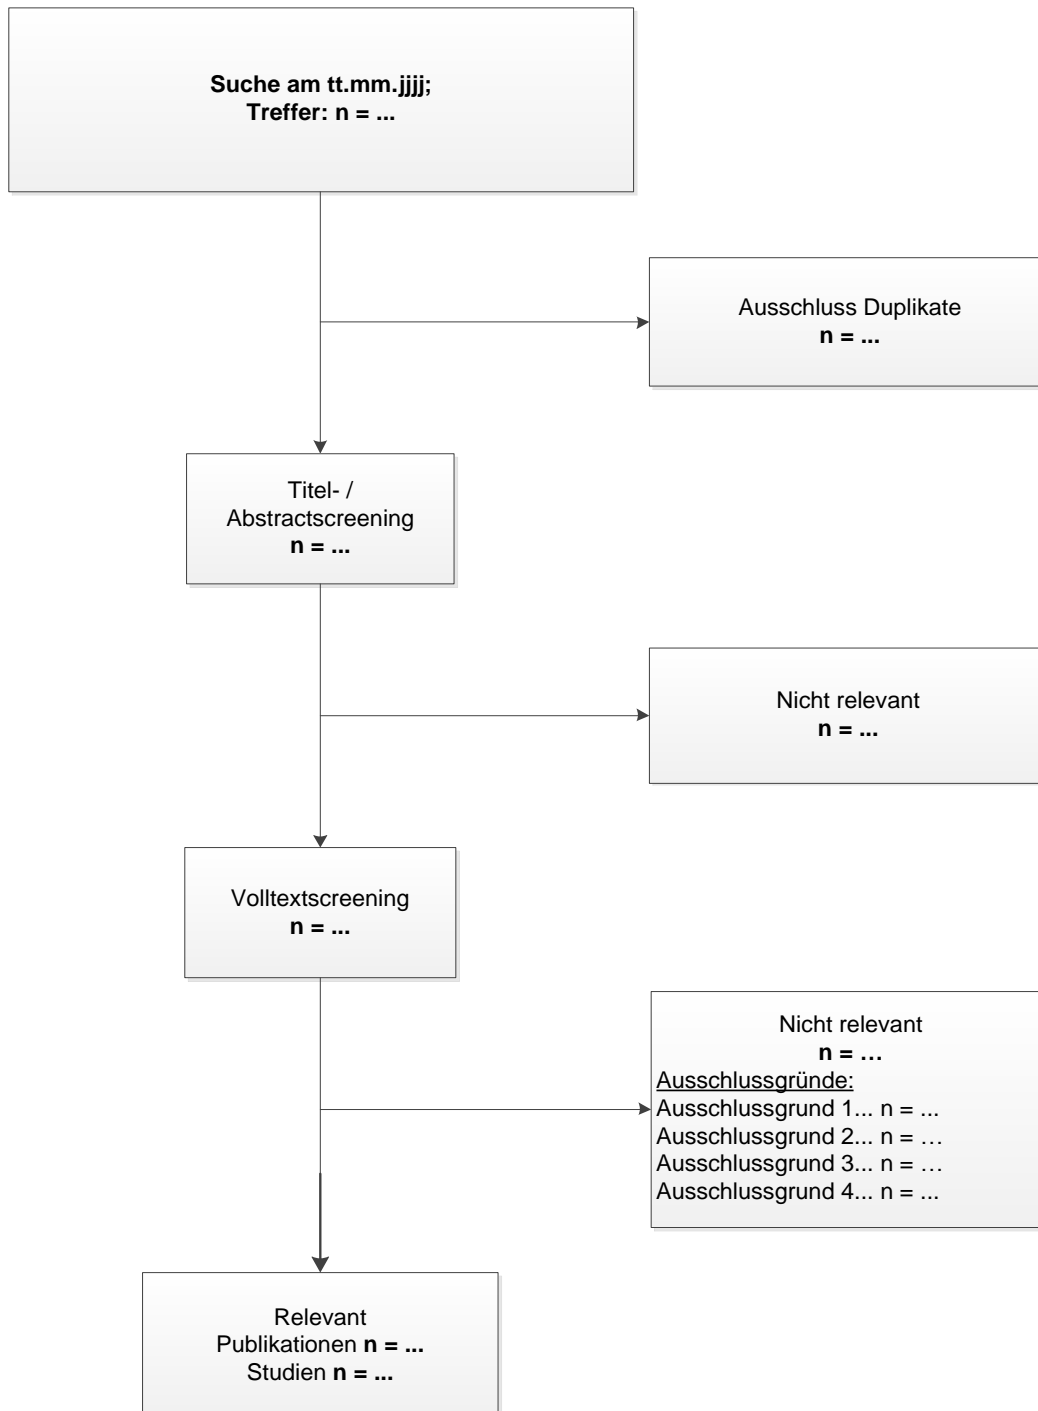 Suche am tt.mm.jjjj;
Treffer: n = ...
Ausschluss Duplikate
n = ...
Titel- /
Abstractscreening
n = ...
Nicht relevant
n = ...
Volltextscreening
n = ...
Nicht relevant
n = …
Ausschlussgründe:
Ausschlussgrund 1... n = ...
Ausschlussgrund 2... n = …
Ausschlussgrund 3... n = …
Ausschlussgrund 4... n = ...
Relevant
Publikationen n = ...
Studien n = ...